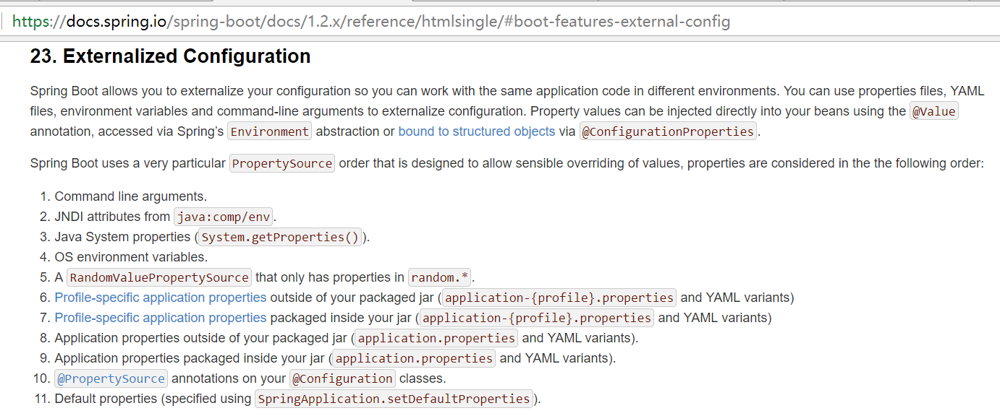 https://docs.spring.io/spring-boot/docs/1.2.x/reference/htmlsingle/#boot-features-external-config
23. Externalized Configuration
Spring Boot allows you to externalize your configuration so you can work with the same application code in different environments. You can use properties files, YAML
files, environment variables and command-line arguments to externalize configuration. Property values can be injected directly into your beans using the @Value
annotation, accessed via Spring’s Environment abstraction or bound to structured objects via @ConfigurationProperties.
Spring Boot uses a very particular PropertySource order that is designed to allow sensible overriding of values, properties are considered in the the following order:
1. Command line arguments.
2. JNDI attributes from java:comp/env.
3. Java System properties (System.getProperties()).
4. OS environment variables.
5. A RandomValuePropertySource that only has properties in random.*.
6. Profile-specific application properties outside of your packaged jar (application-{profile}.properties and YAML variants)
7. Profile-specific application properties packaged inside your jar (application-{profile}.properties and YAML variants)
8. Application properties outside of your packaged jar (application.properties and YAML variants).
9. Application properties packaged inside your jar (application.properties and YAML variants).
10. @PropertySource annotations on your @Configuration classes.
11. Default properties (specified using SpringApplication.setDefaultProperties).